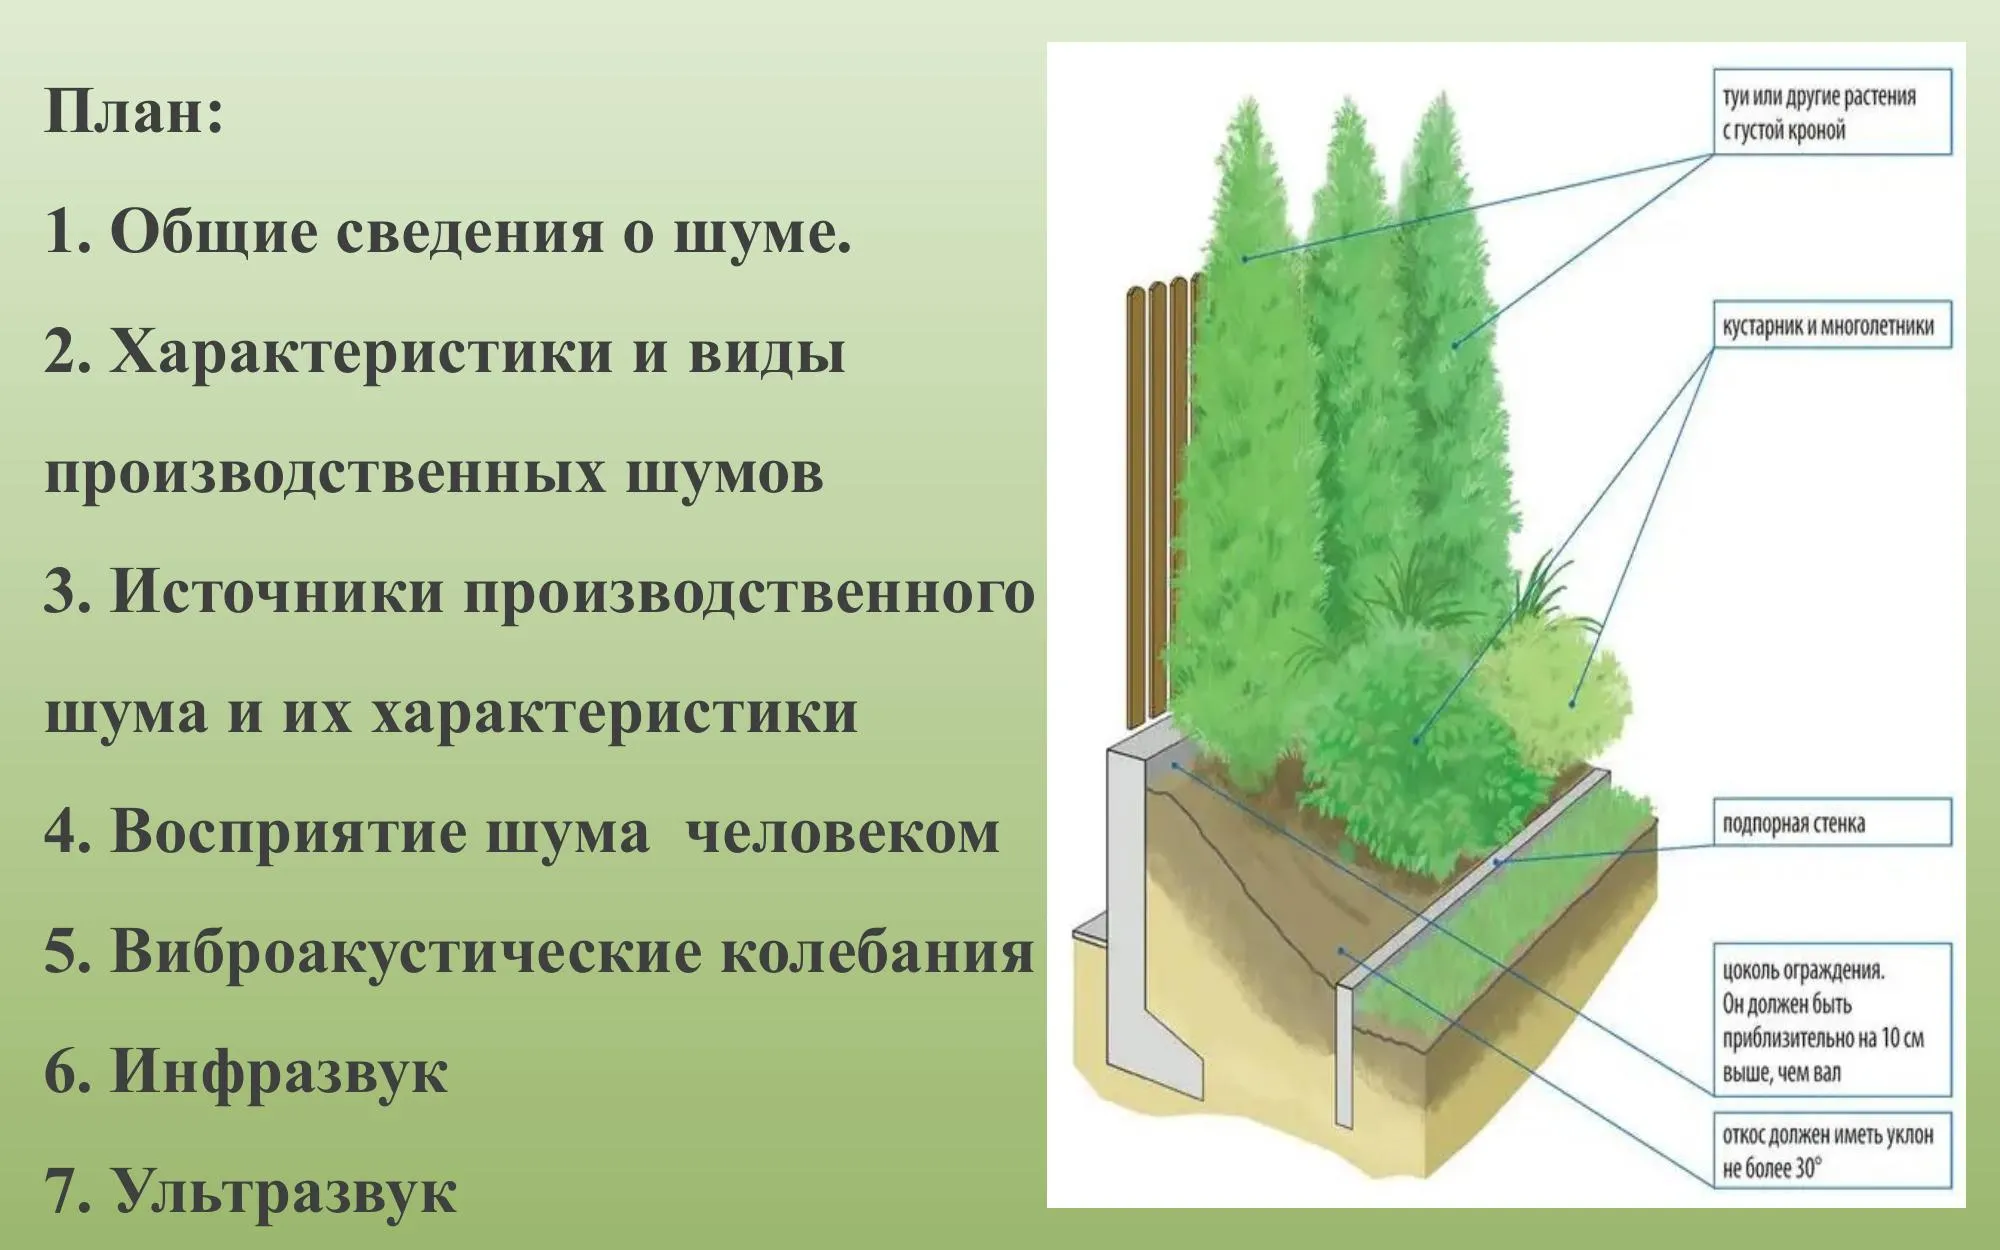 План:
1. Общие сведения о шуме.
2. Характеристики и виды
производственных шумов
3. Источники производственного
шума и их характеристики
4. Восприятие шума  человеком
5. Виброакустические колебания
6. Инфразвук
7. Ультразвук
туи или другие растения
с густой кроной
кустарник и многолетники
подпорная стенка
цоколь ограждения.
Он должен быть
приблизительно на 10 см
выше, чем вал
откос должен иметь уклон
не более 30°